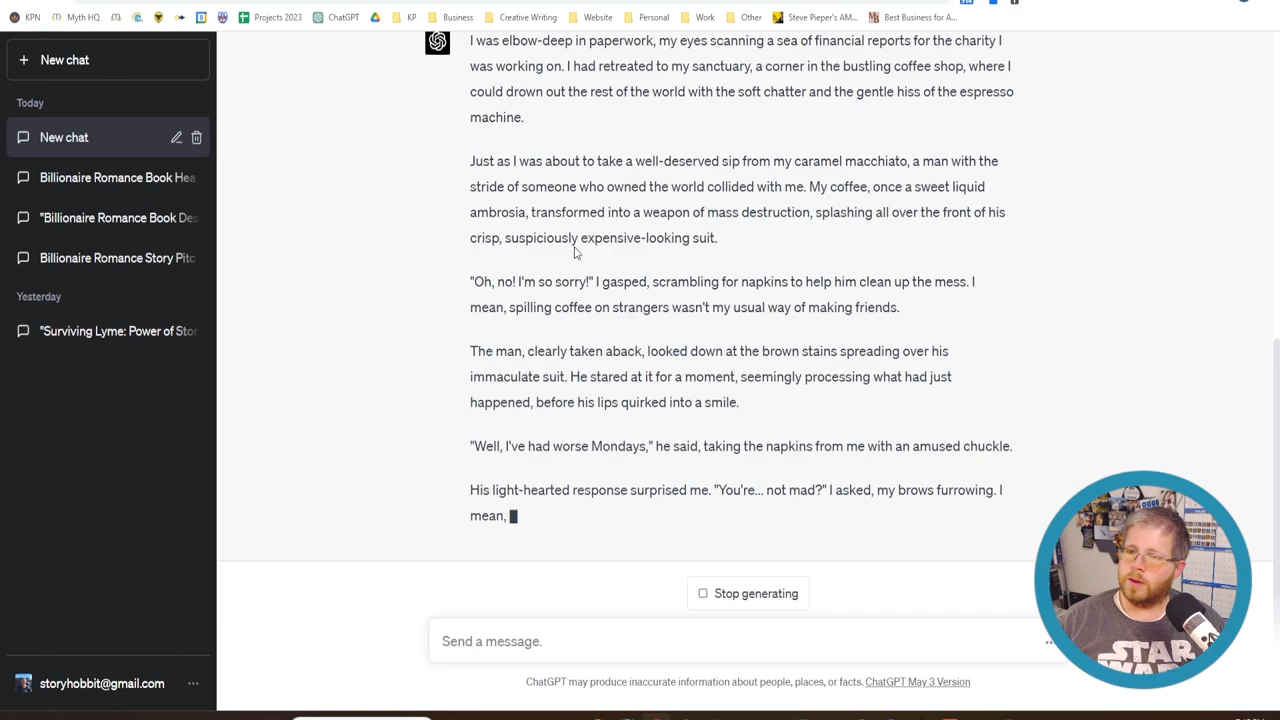 KPN Myth HQ Projects 2023 ChatGPT KP Business Creative Writing Website Personal Work Other Steve Pieper's AM... Best Business for A...
New chat
Today
New chat
Billionaire Romance Book Hea
"Billionaire Romance Book Des
Billionaire Romance Story Pitc
Yesterday
"Surviving Lyme: Power of Stor
storyhobbit@gmail.com
I was elbow-deep in paperwork, my eyes scanning a sea of financial reports for the charity I
was working on. I had retreated to my sanctuary, a corner in the bustling coffee shop, where I
could drown out the rest of the world with the soft chatter and the gentle hiss of the espresso
machine.
Just as I was about to take a well-deserved sip from my caramel macchiato, a man with the
stride of someone who owned the world collided with me. My coffee, once a sweet liquid
ambrosia, transformed into a weapon of mass destruction, splashing all over the front of his
crisp, suspiciously expensive-looking suit.
"Oh, no! I'm so sorry!" I gasped, scrambling for napkins to help him clean up the mess. I
mean, spilling coffee on strangers wasn't my usual way of making friends.
The man, clearly taken aback, looked down at the brown stains spreading over his
immaculate suit. He stared at it for a moment, seemingly processing what had just
happened, before his lips quirked into a smile.
"Well, I've had worse Mondays," he said, taking the napkins from me with an amused chuckle.
His light-hearted response surprised me. "You're... not mad?" I asked, my brows furrowing. I
mean,
Stop generating
Send a message.
ChatGPT may produce inaccurate information about people, places, or facts. ChatGPT May 3 Version
STAR